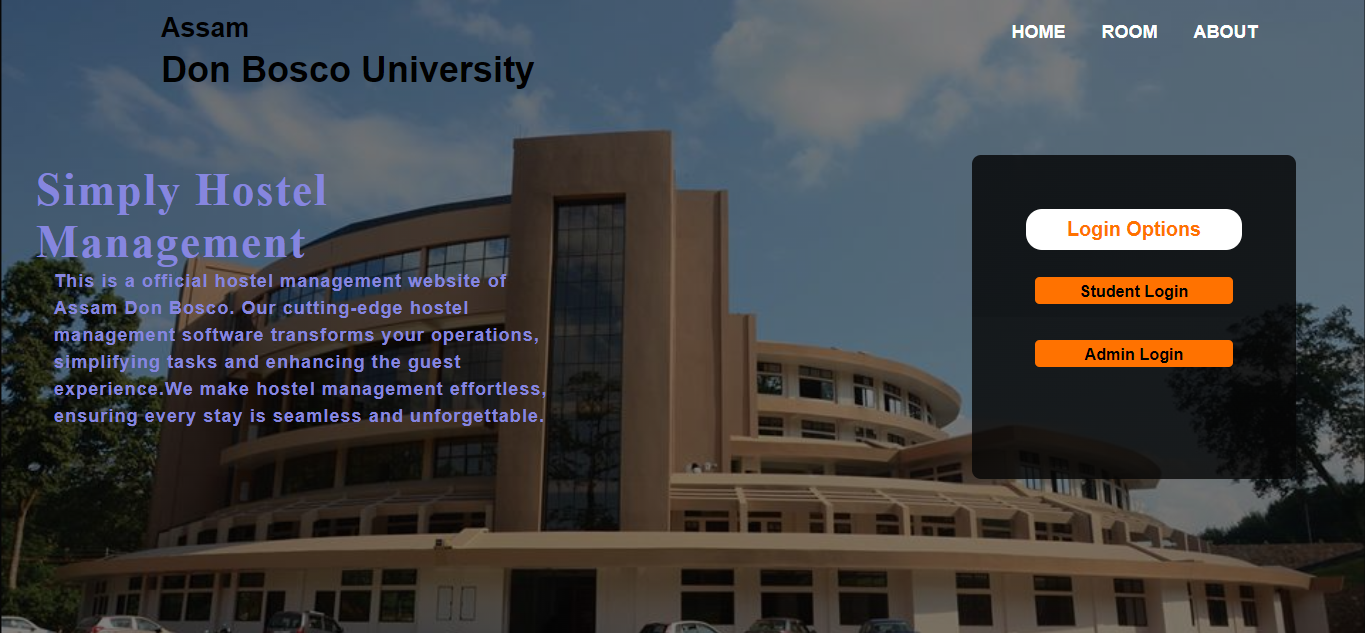 Assam
Don Bosco University
HOME ROOM ABOUT
Simply Hostel
Management
This is a official hostel management website of
Assam Don Bosco. Our cutting-edge hostel
management software transforms your operations,
simplifying tasks and enhancing the guest
experience.We make hostel management effortless,
ensuring every stay is seamless and unforgettable.
Login Options
Student Login
Admin Login